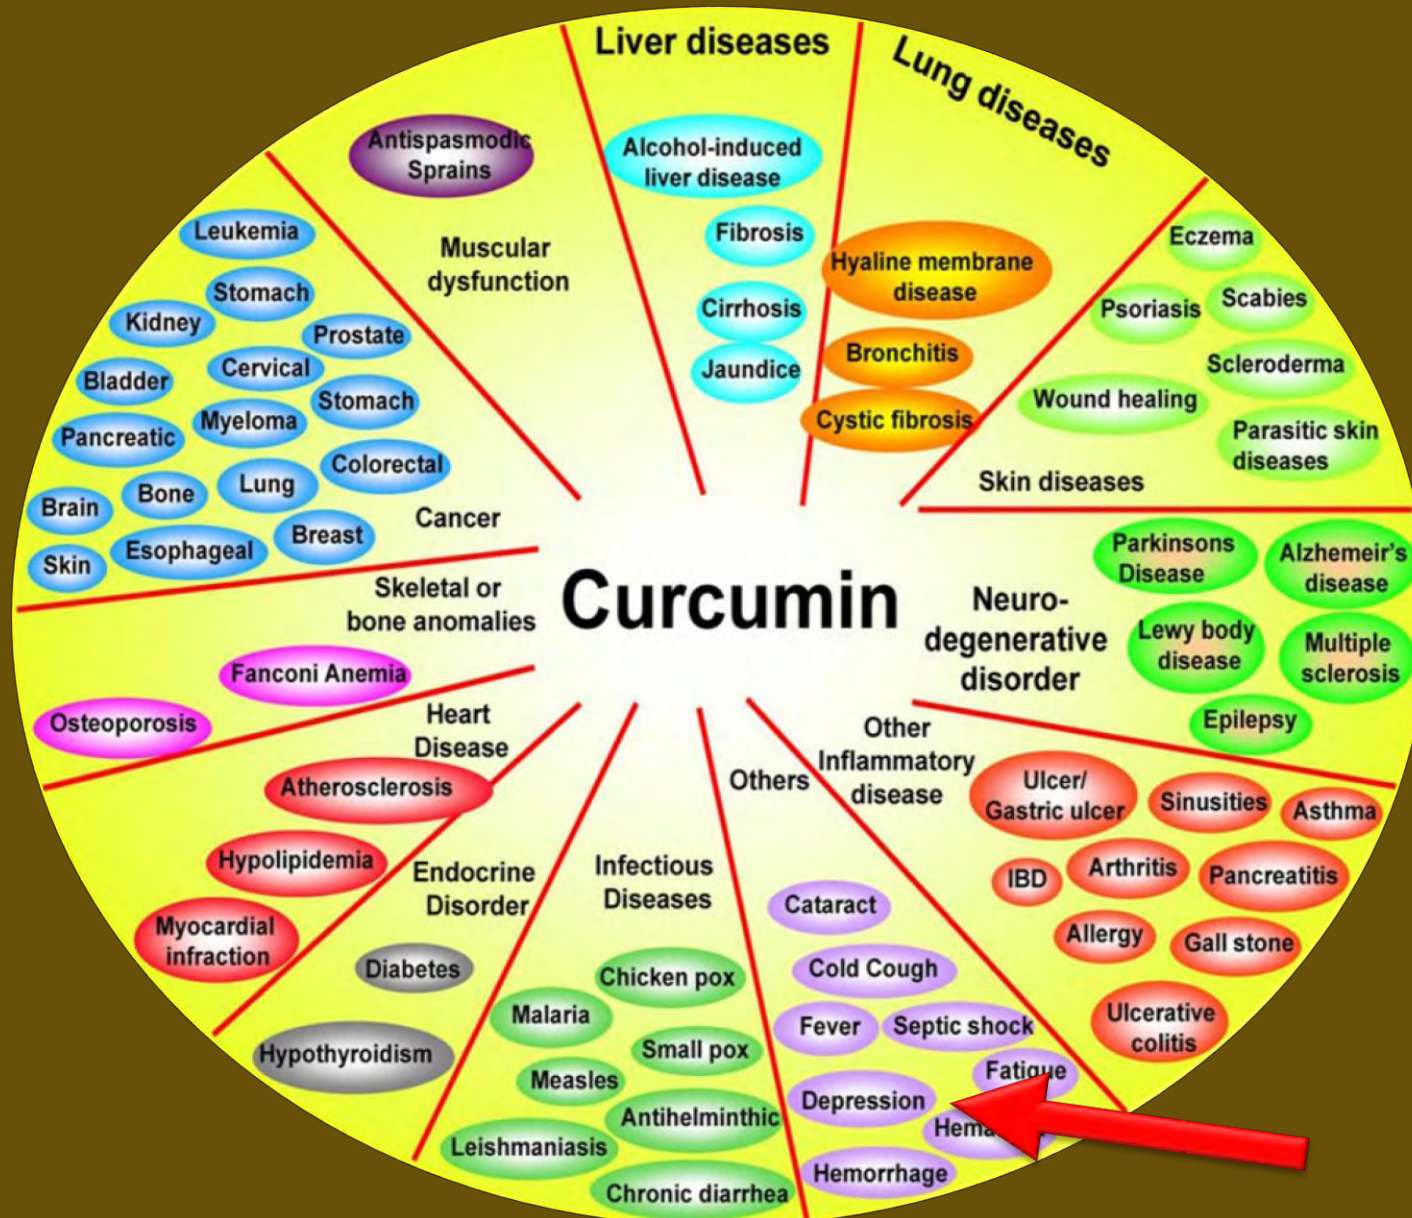 Liver diseases
Lung diseases
Antispasmodic
Sprains
Muscular
dysfunction
Alcohol-induced
liver disease
Fibrosis
Cirrhosis
Jaundice
Hyaline membrane
disease
Bronchitis
Cystic fibrosis
Eczema
Psoriasis
Scabies
Scleroderma
Wound healing
Parasitic skin
diseases
Skin diseases
Leukemia
Stomach
Kidney
Prostate
Cervical
Bladder
Stomach
Myeloma
Pancreatic
Colorectal
Lung
Bone
Brain
Breast
Esophageal
Skin
Cancer
Curcumin
Skeletal or
bone anomalies
Fanconi Anemia
Osteoporosis
Neuro-
degenerative
disorder
Parkinsons
Disease
Alzhemeir's
disease
Lewy body
disease
Multiple
sclerosis
Epilepsy
Heart
Disease
Atherosclerosis
Hypolipidemia
Myocardial
infraction
Endocrine
Disorder
Diabetes
Hypothyroidism
Infectious
Diseases
Chicken pox
Malaria
Small pox
Measles
Antihelminthic
Leishmaniasis
Chronic diarrhea
Others
Cataract
Cold Cough
Fever
Septic shock
Fatigue
Depression
Hemorrhage
Other
Inflammatory
disease
Ulcer/
Gastric ulcer
Sinusities
Asthma
IBD
Arthritis
Pancreatitis
Allergy
Gall stone
Ulcerative
colitis